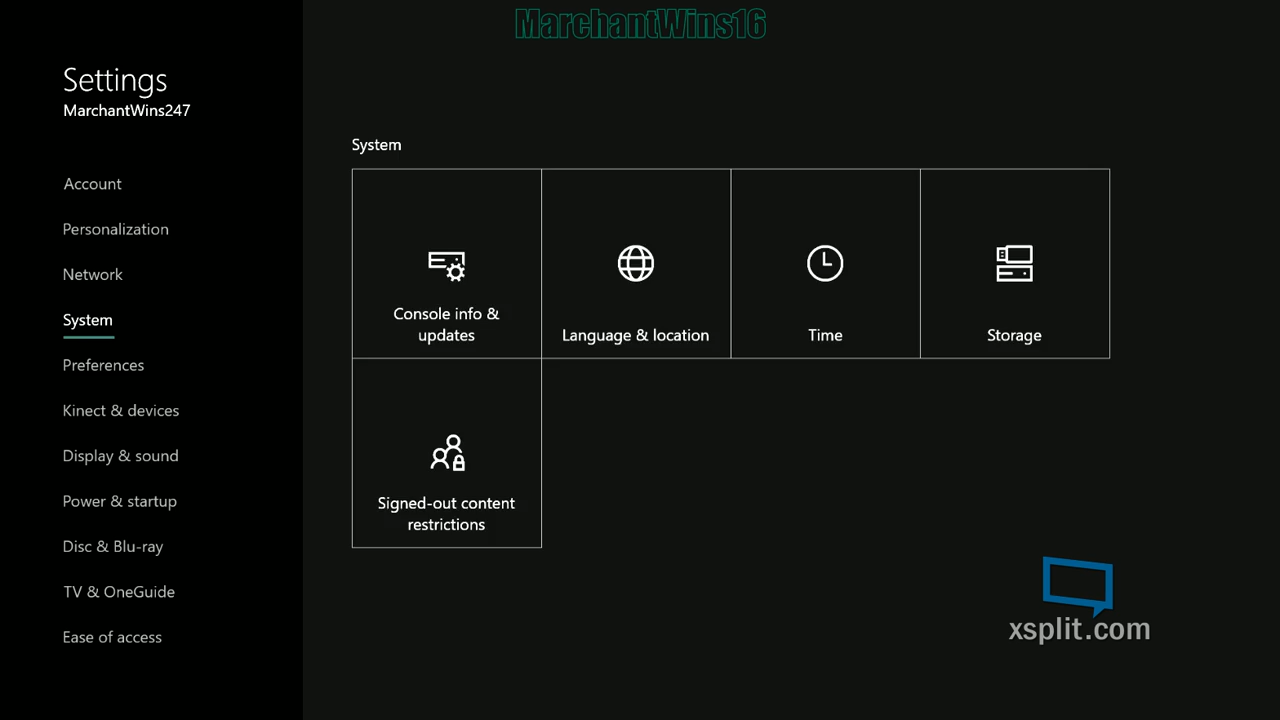 MarchantWins16
Settings
MarchantWins247
Account
Personalization
Network
System
Preferences
Kinect & devices
Display & sound
Power & startup
Disc & Blu-ray
TV & OneGuide
Ease of access
System
Console info &
updates
Language & location
Time
Storage
Signed-out content
restrictions
xsplit.com